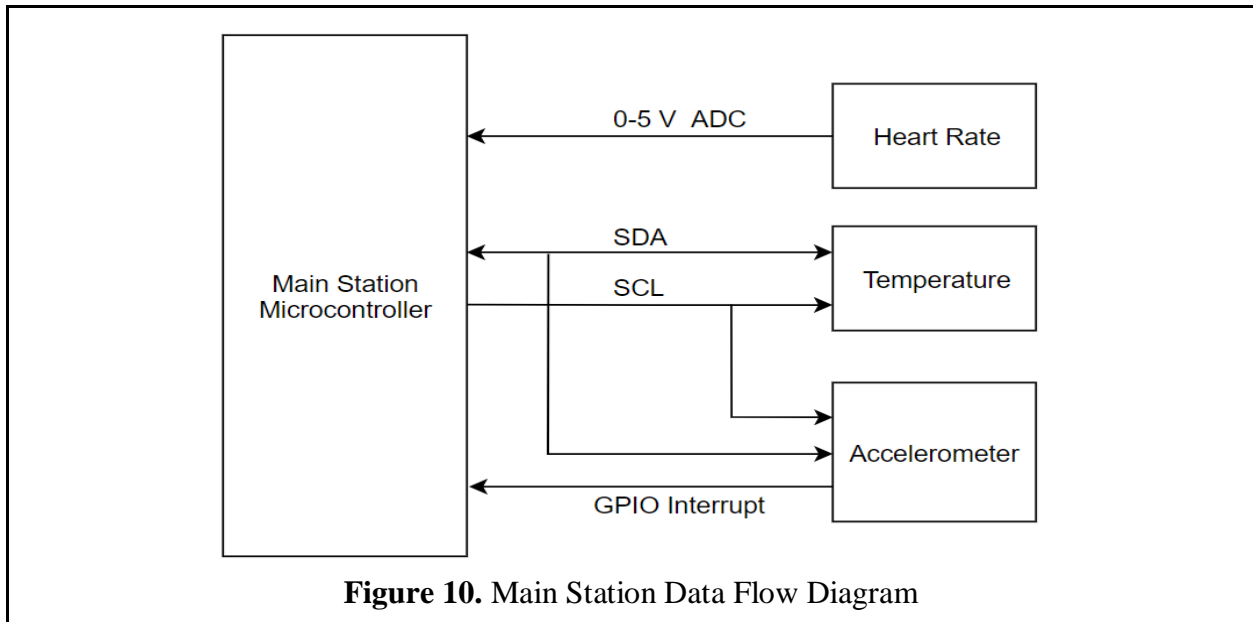 0-5 V ADC
Heart Rate
SDA
Temperature
SCL
Main Station
Microcontroller
Accelerometer
GPIO Interrupt
Figure 10. Main Station Data Flow Diagram